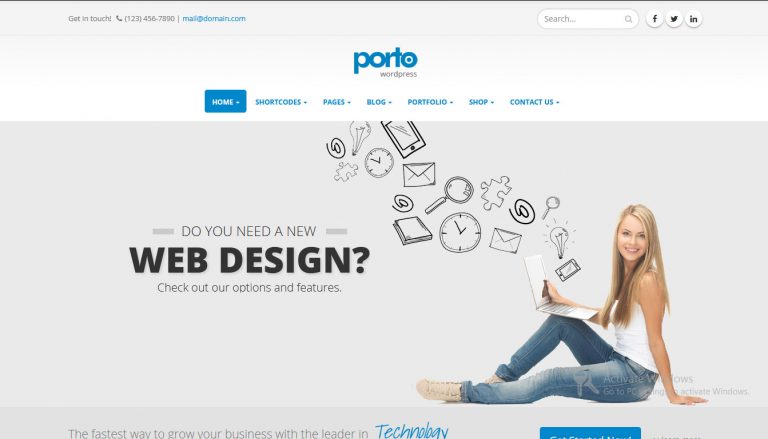 Get in touch! (123) 456-7890 | mail@domain.com
Search...
porto
wordpress
HOME SHORTCODES PAGES BLOG PORTFOLIO SHOP CONTACT US
DO YOU NEED A NEW
WEB DESIGN?
Check out our options and features.
Activate Windows
Go to PC settings to activate Windows.
The fastest way to grow your business with the leader in Technology
Get Started Now!